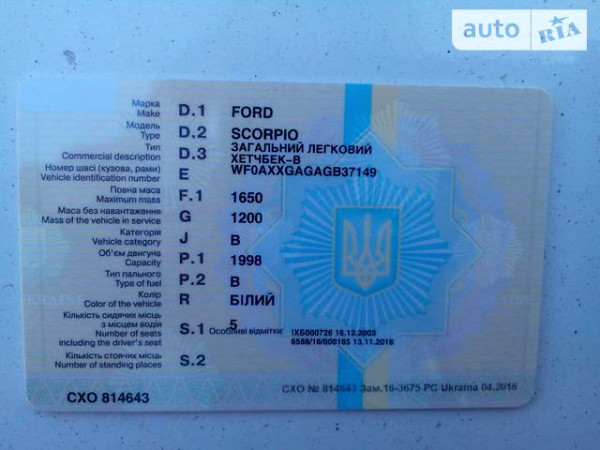 auto RIA
Марка
Make D.1 FORD
Модель
Type D.2 SCORPIO
Тип
Commercial description D.3 ЗАГАЛЬНИЙ ЛЕГКОВИЙ
ХЕТЧБЕК-В
Номер шасі (кузова, рами)
Vehicle identification number E WF0AXXGAGAGB37149
Повна маса
Maximum mass F.1 1650
Маса без навантаження
Mass of the vehicle in service G 1200
Категорія
Vehicle category J B
Об'єм двигуна
Capacity P.1 1998
Тип пального
Type of fuel P.2 B
Колір
Color of the vehicle R БІЛИЙ
Кількість сидячих місць
з місцем водія
Number of seats
including the driver's seat S.1 5 Особливі відмітки: ІХБ000726 16.12.2003
6588/16/000165 13.11.2016
Кількість стоячих місць
Number of standing places S.2
СХО № 814643 Зам.16-3675 РС Ukraina 04.2016
СХО 814643